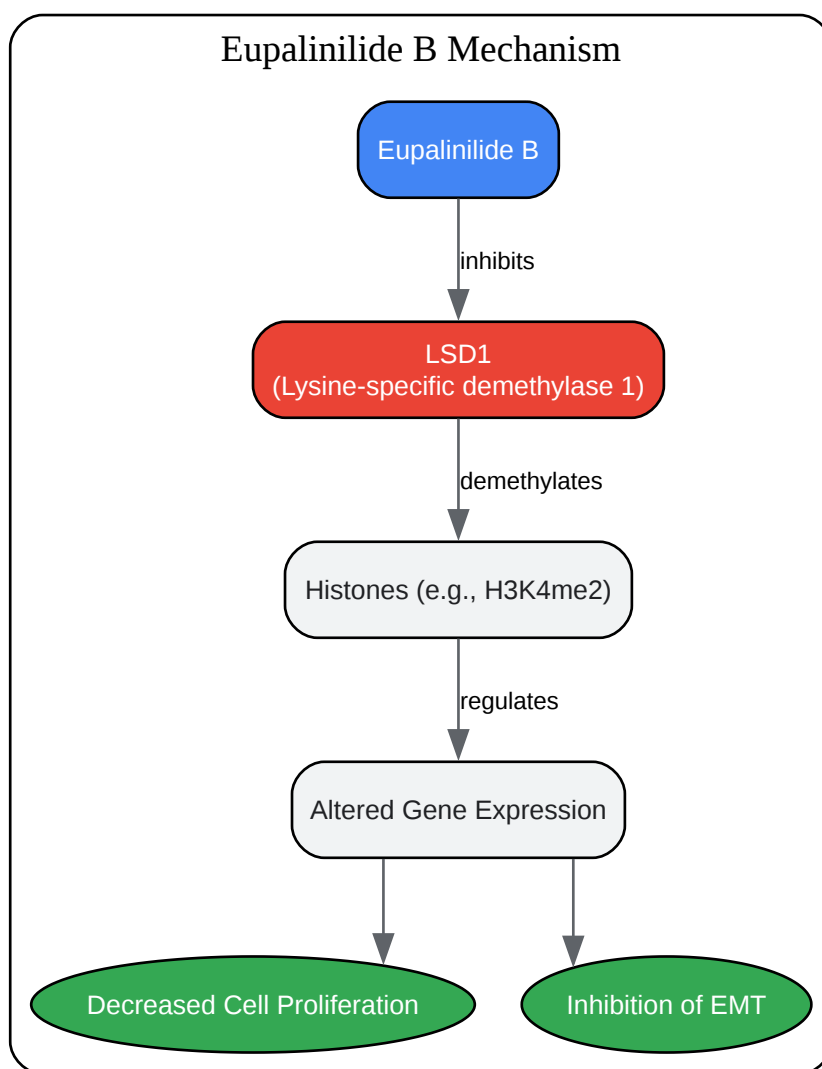 Eupalinilide B Mechanism
Eupalinilide B
inhibits
LSD1
(Lysine-specific demethylase 1)
demethylates
Histones (e.g., H3K4me2)
regulates
Altered Gene Expression
Decreased Cell Proliferation
Inhibition of EMT